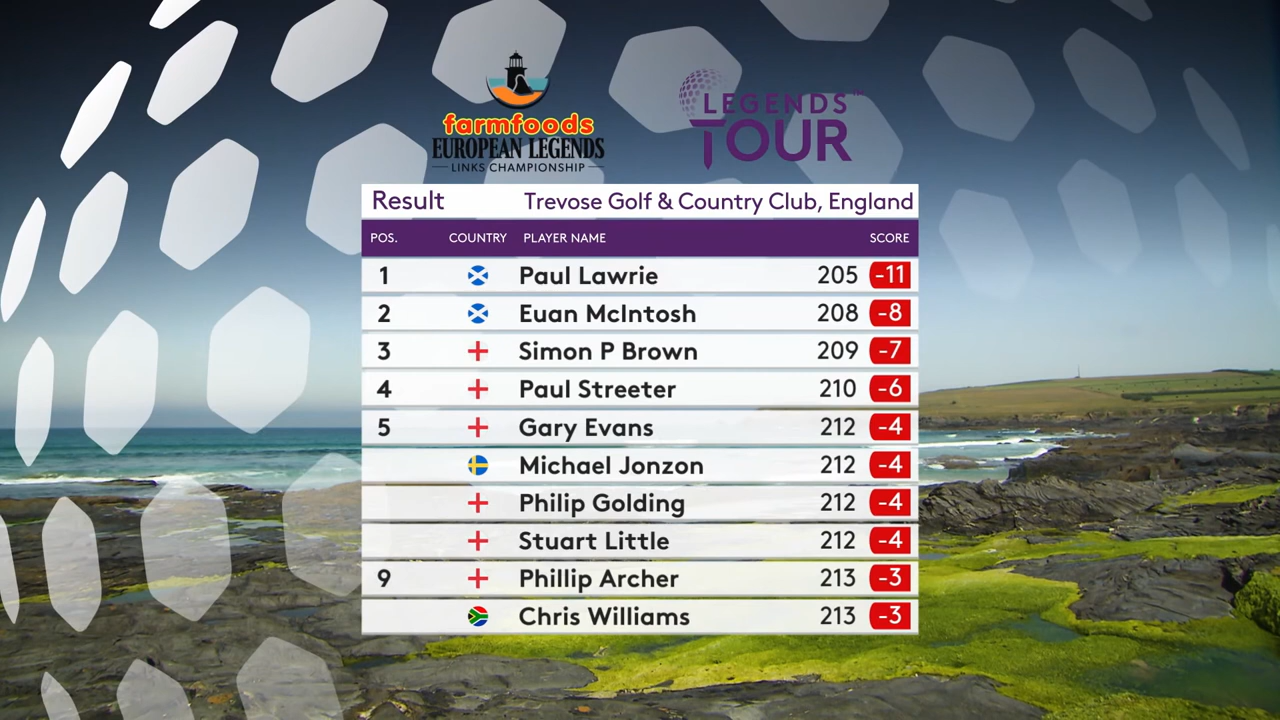 farmfoods
EUROPEAN LEGENDS
LINKS CHAMPIONSHIP
LEGENDS™
TOUR
Result Trevose Golf & Country Club, England
POS. COUNTRY PLAYER NAME SCORE
1 Paul Lawrie 205 -11
2 Euan McIntosh 208 -8
3 Simon P Brown 209 -7
4 Paul Streeter 210 -6
5 Gary Evans 212 -4
Michael Jonzon 212 -4
Philip Golding 212 -4
Stuart Little 212 -4
9 Phillip Archer 213 -3
Chris Williams 213 -3